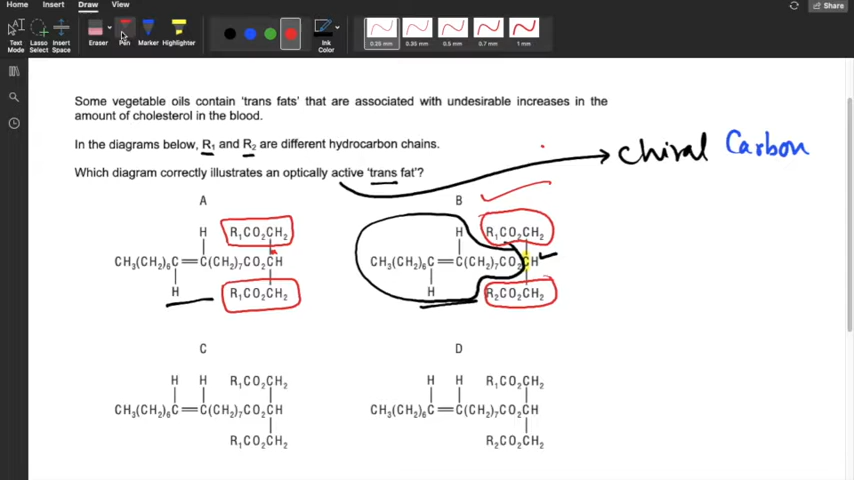 Home Insert Draw View
Share
Text Mode
Lasso Select
Insert Space
Eraser
Pen
Marker
Highlighter
Ink Color
0.25 mm
0.35 mm
0.5 mm
0.7 mm
1 mm
Some vegetable oils contain ‘trans fats’ that are associated with undesirable increases in the
amount of cholesterol in the blood.
In the diagrams below, R₁ and R₂ are different hydrocarbon chains.
chiral Carbon
Which diagram correctly illustrates an optically active ‘trans fat’?
A B
H R₁CO₂CH₂ H R₁CO₂CH₂
CH₃(CH₂)₆C=C(CH₂)₇CO₂CH CH₃(CH₂)₆C=C(CH₂)₇CO₂CH
H R₁CO₂CH₂ H R₂CO₂CH₂
C D
H H R₁CO₂CH₂ H H R₁CO₂CH₂
CH₃(CH₂)₆C=C(CH₂)₇CO₂CH CH₃(CH₂)₆C=C(CH₂)₇CO₂CH
R₁CO₂CH₂ R₂CO₂CH₂